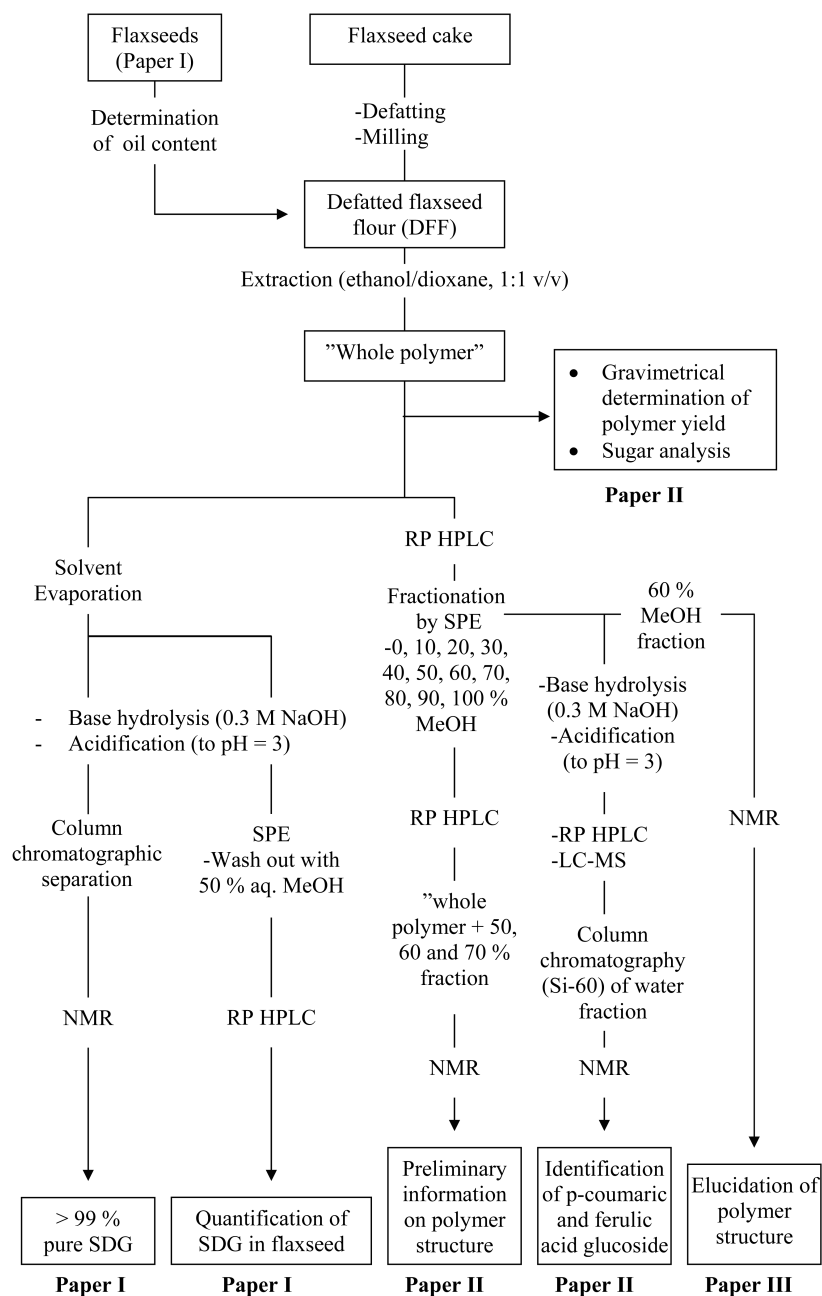 Flaxseeds
(Paper I)
Flaxseed cake
Determination
of oil content
-Defatting
-Milling
Defatted flaxseed
flour (DFF)
Extraction (ethanol/dioxane, 1:1 v/v)
”Whole polymer”
● Gravimetrical
determination of
polymer yield
● Sugar analysis
Paper II
Solvent
Evaporation
RP HPLC
Fractionation
by SPE
-0, 10, 20, 30,
40, 50, 60, 70,
80, 90, 100 %
MeOH
60 %
MeOH
fraction
- Base hydrolysis (0.3 M NaOH)
- Acidification (to pH = 3)
-Base hydrolysis
(0.3 M NaOH)
-Acidification
(to pH = 3)
Column
chromatographic
separation
SPE
-Wash out with
50 % aq. MeOH
RP HPLC
-RP HPLC
-LC-MS
NMR
”whole
polymer + 50,
60 and 70 %
fraction
Column
chromatography
(Si-60) of water
fraction
NMR
RP HPLC
NMR
NMR
> 99 %
pure SDG
Quantification of
SDG in flaxseed
Preliminary
information
on polymer
structure
Identification
of p-coumaric
and ferulic
acid glucoside
Elucidation of
polymer
structure
Paper I
Paper I
Paper II
Paper II
Paper III